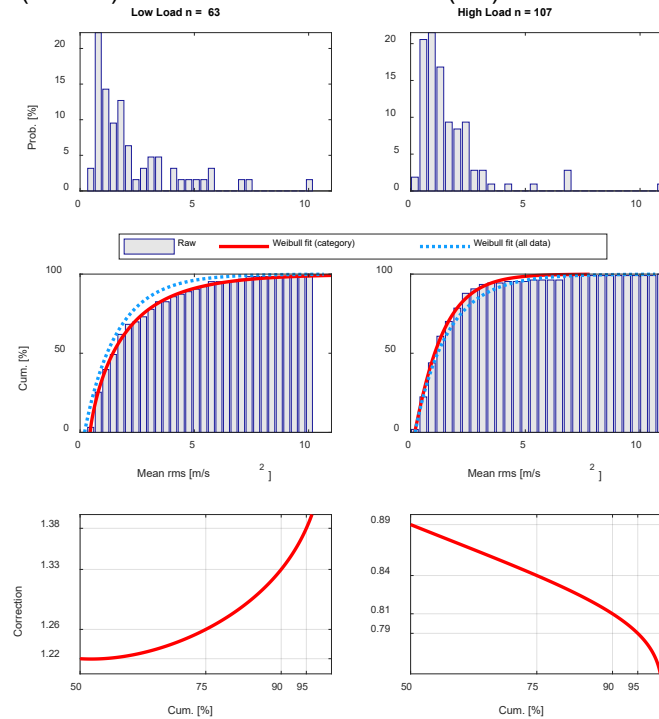 Low Load n = 63
High Load n = 107
20
15
10
5
0
Prob. [%]
0 5 10
20
15
10
5
0
0 5 10
Raw Weibull fit (category) Weibull fit (all data)
100
50
0
Cum. [%]
0 5 10
Mean rms [m/s 2 ]
100
50
0
0 5 10
Mean rms [m/s 2 ]
1.38
1.33
1.26
1.22
Correction
50 75 90 95
Cum. [%]
0.89
0.84
0.81
0.79
50 75 90 95
Cum. [%]